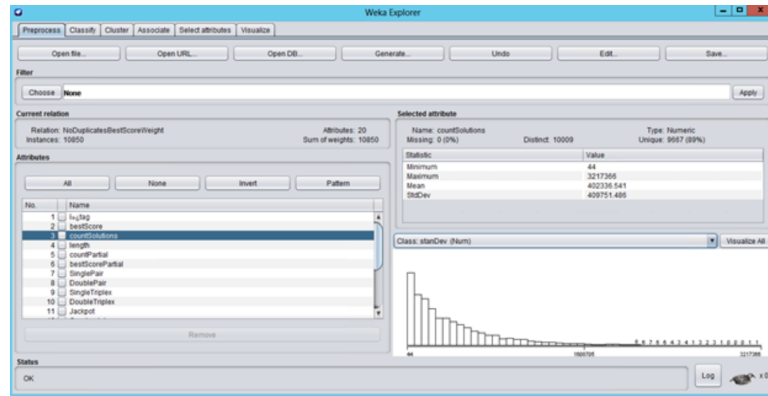 Weka Explorer
Preprocess Classify Cluster Associate Select attributes Visualize
Open file... Open URL... Open DB... Generate... Undo Edit... Save...
Filter
Choose None Apply
Current relation
Relation: NoDuplicatesBestScoreWeight Attributes: 20
Instances: 10850 Sum of weights: 10850
Attributes
All None Invert Pattern
No. Name
1
2 bestScore
3 countSolutions
4 length
5 countPartial
6 bestScorePartial
7 SinglePair
8 DoublePair
9 SingleTriplex
10 DoubleTriplex
11 Jackpot
Remove
Selected attribute
Name: countSolutions Type: Numeric
Missing: 0 (0%) Distinct: 10009 Unique: 9667 (89%)
Statistic Value
Minimum 44
Maximum 3217366
Mean 402336.541
StdDev 409751.486
Class: stanDev (Num) Visualize All
44 1608705 3217366
Status
OK
Log x 0